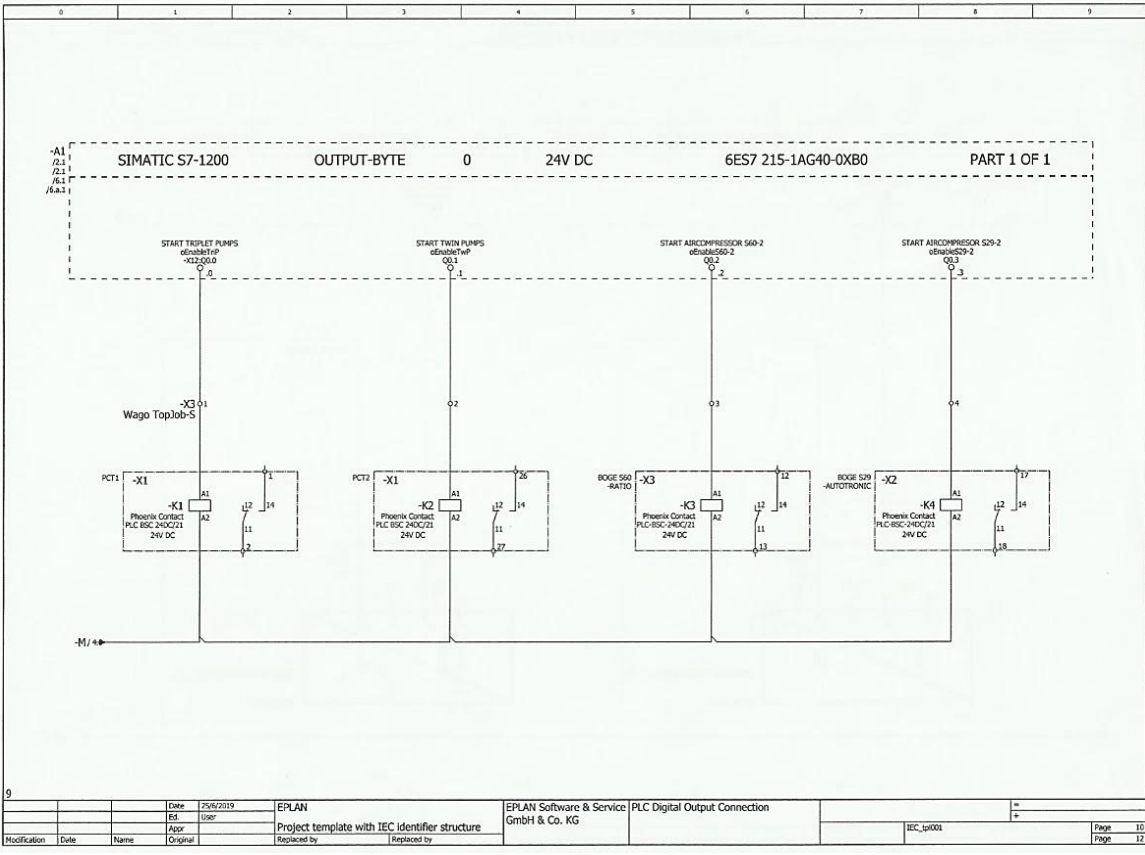 0 1 2 3 4 5 6 7 8 9
-A1
/2.1
/2.1
/6.1
/6.a.1
SIMATIC S7-1200 OUTPUT-BYTE 0 24V DC 6ES7 215-1AG40-0XB0 PART 1 OF 1
START TRIPLET PUMPS
oEnableTriP
-X12:Q0.0
.0
START TWIN PUMPS
oEnableTwP
Q0.1
.1
START AIRCOMPRESSOR S60-2
oEnableS60-2
Q0.2
.2
START AIRCOMPRESOR S29-2
oEnableS29-2
Q0.3
.3
-X3 1 2 3 4
Wago TopJob-S
PCT1 -X1 1
-K1 A1 A2 12 14 11
Phoenix Contact
PLC BSC 24DC/21
24V DC
2
PCT2 -X1 26
-K2 A1 A2 12 14 11
Phoenix Contact
PLC BSC 24DC/21
24V DC
27
BOGE S60
-RATIO
-X3 12
-K3 A1 A2 12 14 11
Phoenix Contact
PLC-BSC-24DC/21
24V DC
13
BOGE S29
-AUTOTRONIC
-X2 17
-K4 A1 A2 12 14 11
Phoenix Contact
PLC-BSC-24DC/21
24V DC
18
-M/
9
Date 25/6/2019 EPLAN EPLAN Software & Service PLC Digital Output Connection =
Ed. User GmbH & Co. KG +
Appr Project template with IEC identifier structure IEC_tpl001 Page 10
Modification Date Name Original Replaced by Replaced by Page 12